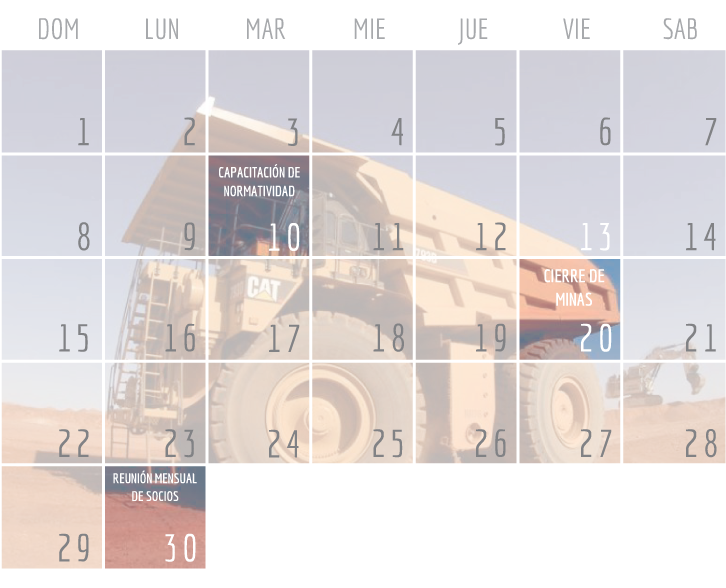 DOM LUN MAR MIE JUE VIE SAB
1 2 3 4 5 6 7
CAPACITACIÓN DE
NORMATIVIDAD
8 9 10 11 12 13 14
CAT
CIERRE DE
MINAS
15 16 17 18 19 20 21
22 23 24 25 26 27 28
REUNIÓN MENSUAL
DE SOCIOS
29 30